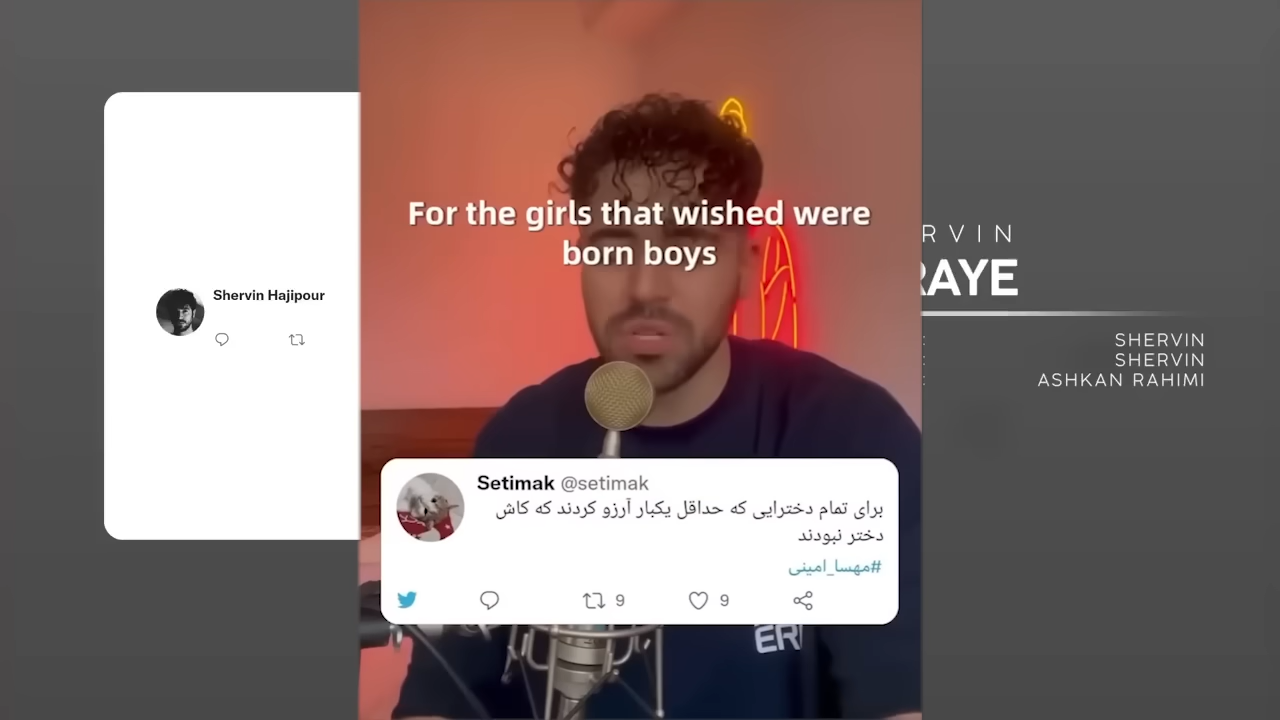 Shervin Hajipour
For the girls that wished were
born boys
Setimak @setimak
برای تمام دخترایی که حداقل یکبار آرزو کردند که کاش
دختر نبودند
#مهسا_امینی
9 9
ERVIN
RAYE
SHERVIN
SHERVIN
ASHKAN RAHIMI
ER